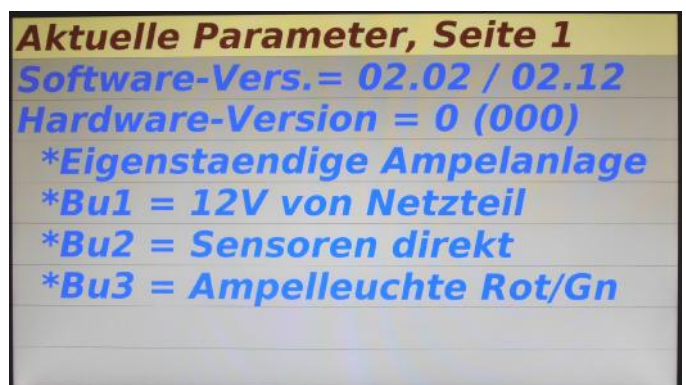 Aktuelle Parameter, Seite 1
Software-Vers.= 02.02 / 02.12
Hardware-Version = 0 (000)
*Eigenstaendige Ampelanlage
*Bu1 = 12V von Netzteil
*Bu2 = Sensoren direkt
*Bu3 = Ampelleuchte Rot/Gn